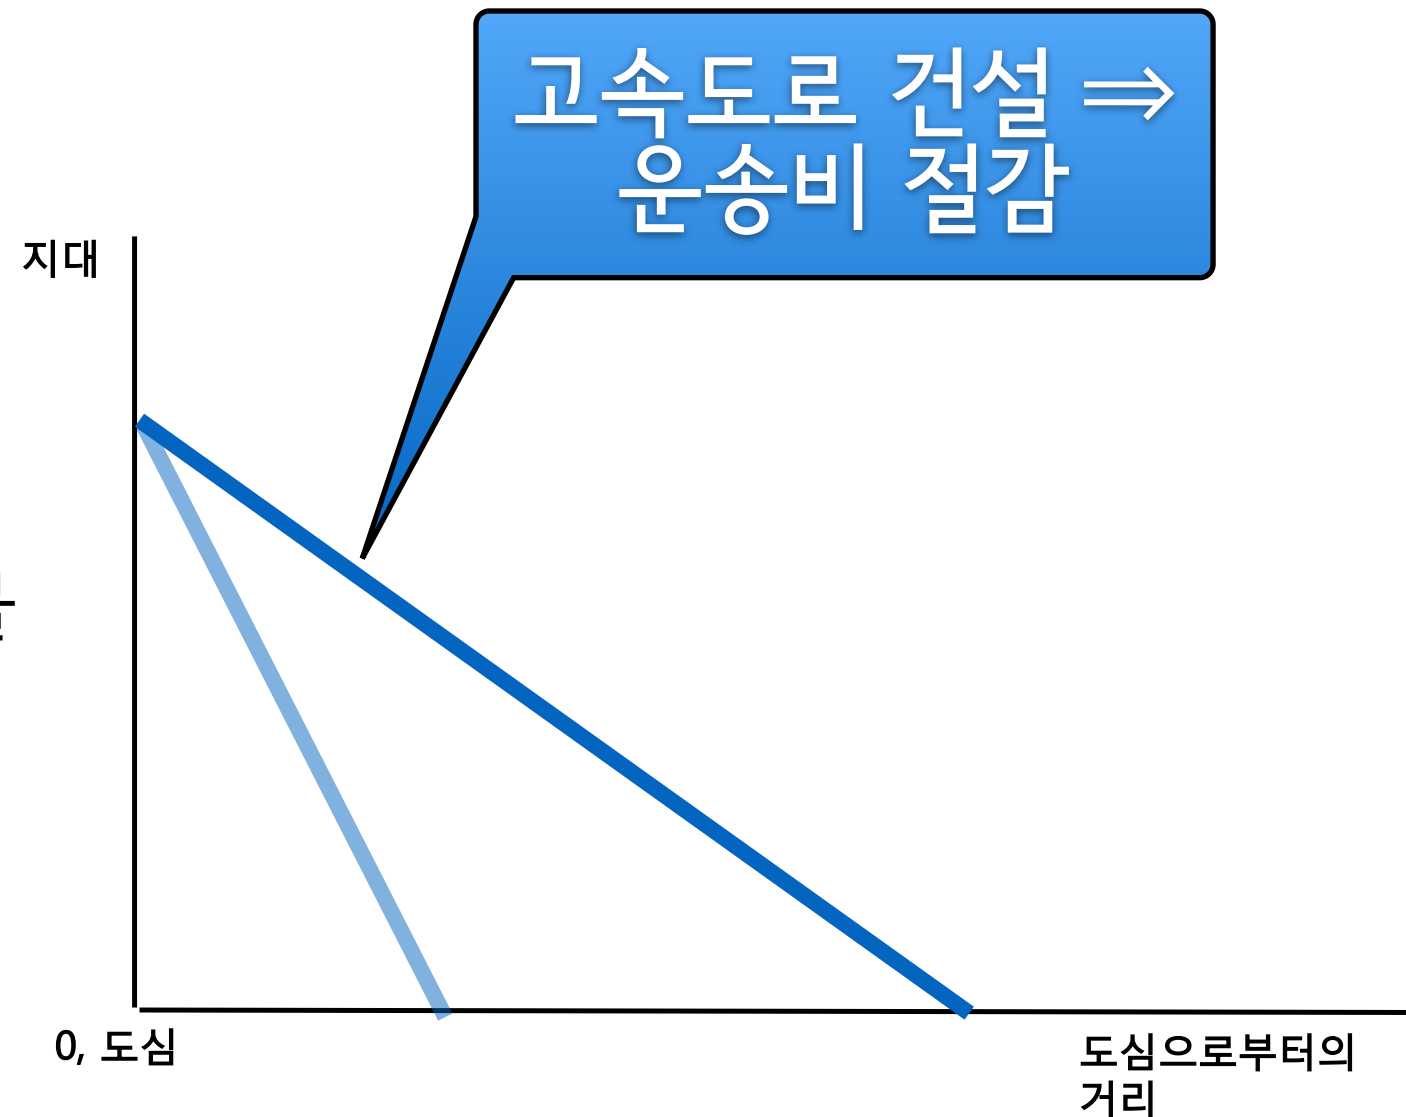 고속도로 건설 ⇒
운송비 절감
지대
0, 도심
도심으로부터의
거리